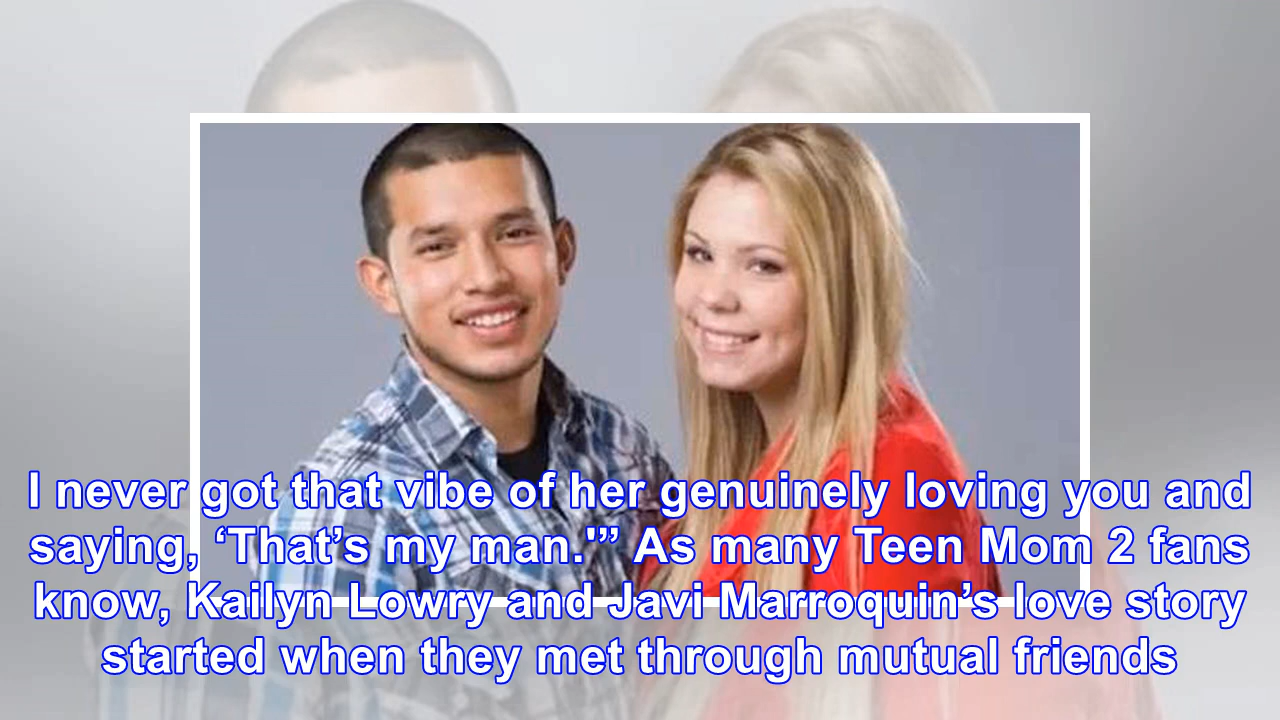 I never got that vibe of her genuinely loving you and
saying, ‘That’s my man.'” As many Teen Mom 2 fans
know, Kailyn Lowry and Javi Marroquin’s love story
started when they met through mutual friends